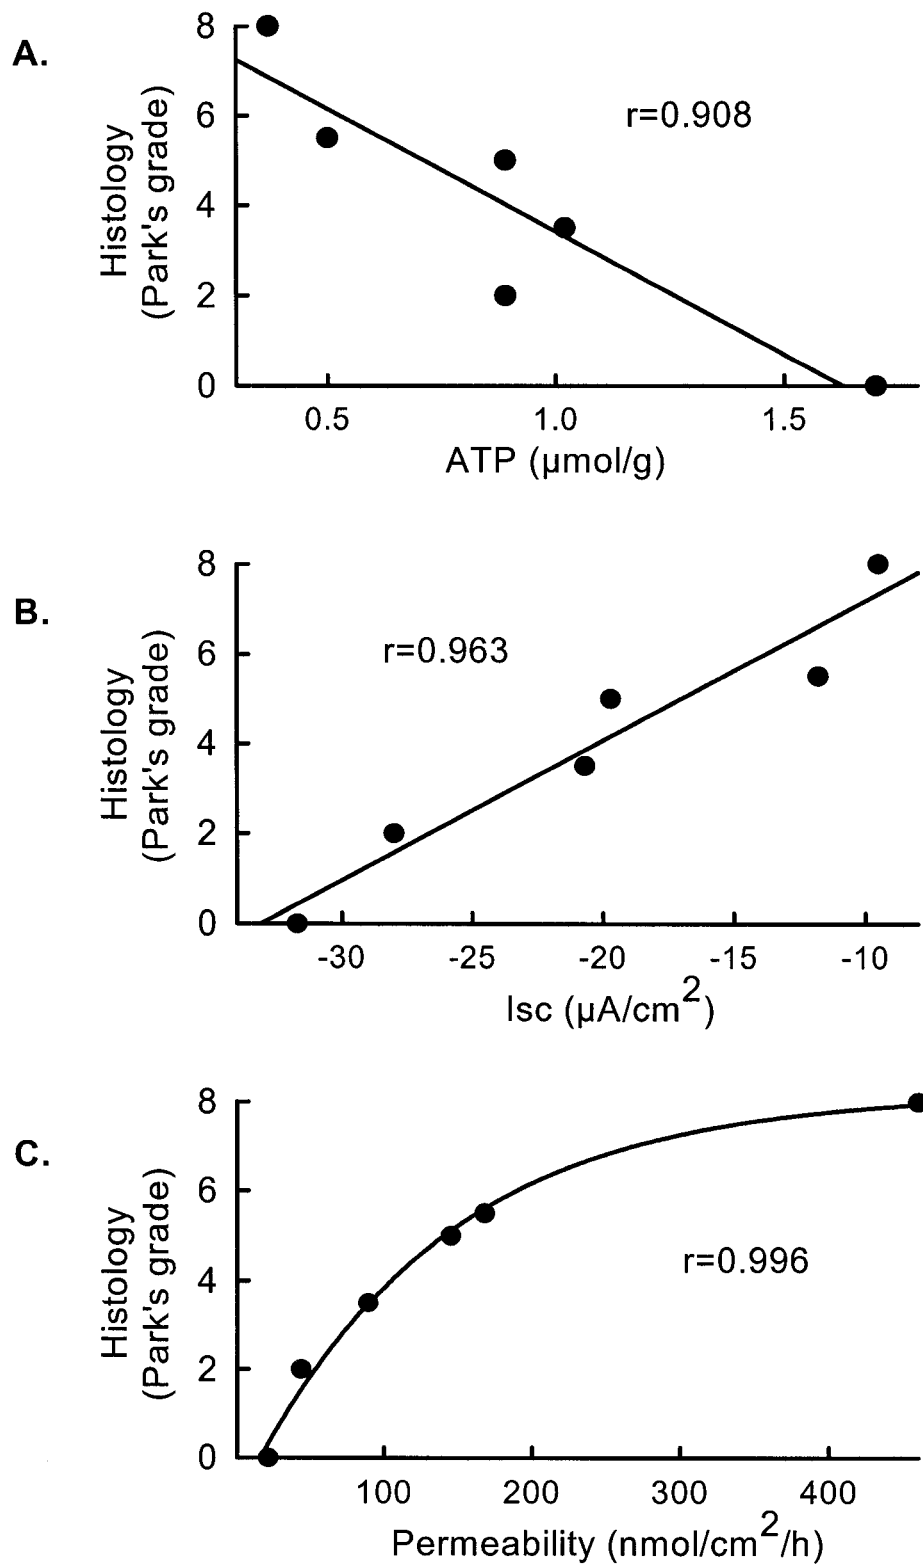 A.
Histology
(Park's grade)
8
6
4
2
0
r=0.908
0.5 1.0 1.5
ATP (µmol/g)
B.
Histology
(Park's grade)
8
6
4
2
0
r=0.963
-30 -25 -20 -15 -10
Isc (µA/cm²)
C.
Histology
(Park's grade)
8
6
4
2
0
r=0.996
100 200 300 400
Permeability (nmol/cm²/h)